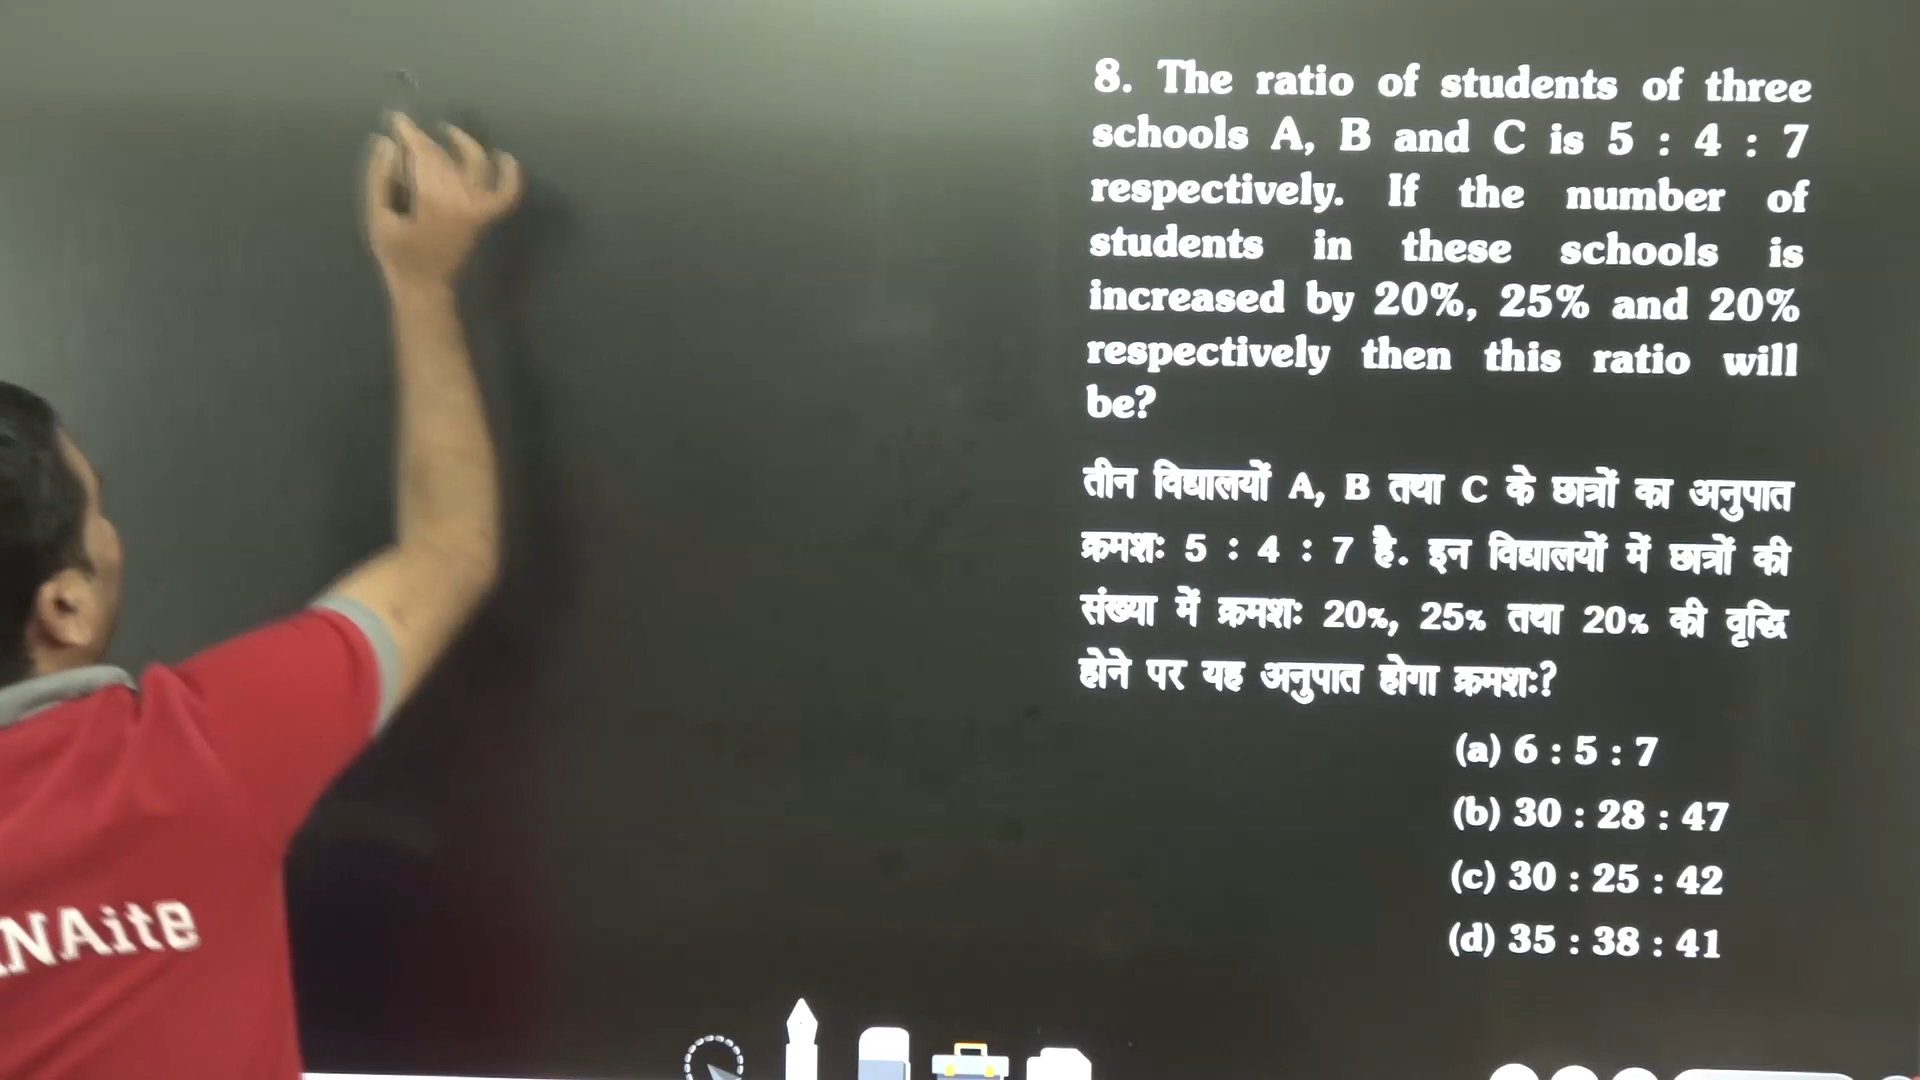 8. The ratio of students of three
schools A, B and C is 5 : 4 : 7
respectively. If the number of
students in these schools is
increased by 20%, 25% and 20%
respectively then this ratio will
be?
तीन विद्यालयों A, B तथा C के छात्रों का अनुपात
क्रमशः 5 : 4 : 7 है. इन विद्यालयों में छात्रों की
संख्या में क्रमशः 20%, 25% तथा 20% की वृद्धि
होने पर यह अनुपात होगा क्रमशः?
(a) 6 : 5 : 7
(b) 30 : 28 : 47
(c) 30 : 25 : 42
(d) 35 : 38 : 41
NAite